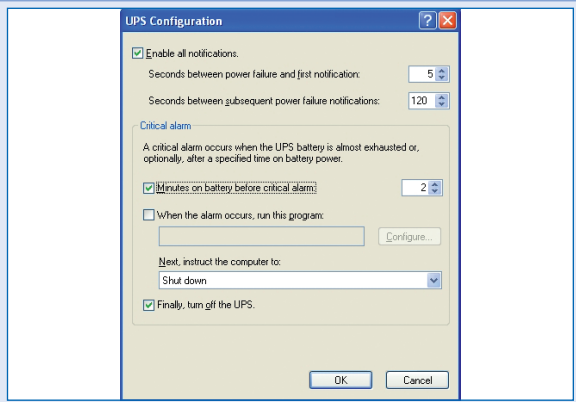 UPS Configuration
Enable all notifications.
Seconds between power failure and first notification: 5
Seconds between subsequent power failure notifications: 120
Critical alarm
A critical alarm occurs when the UPS battery is almost exhausted or,
optionally, after a specified time on battery power.
Minutes on battery before critical alarm: 2
When the alarm occurs, run this program:
Configure...
Next, instruct the computer to:
Shut down
Finally, turn off the UPS.
OK Cancel